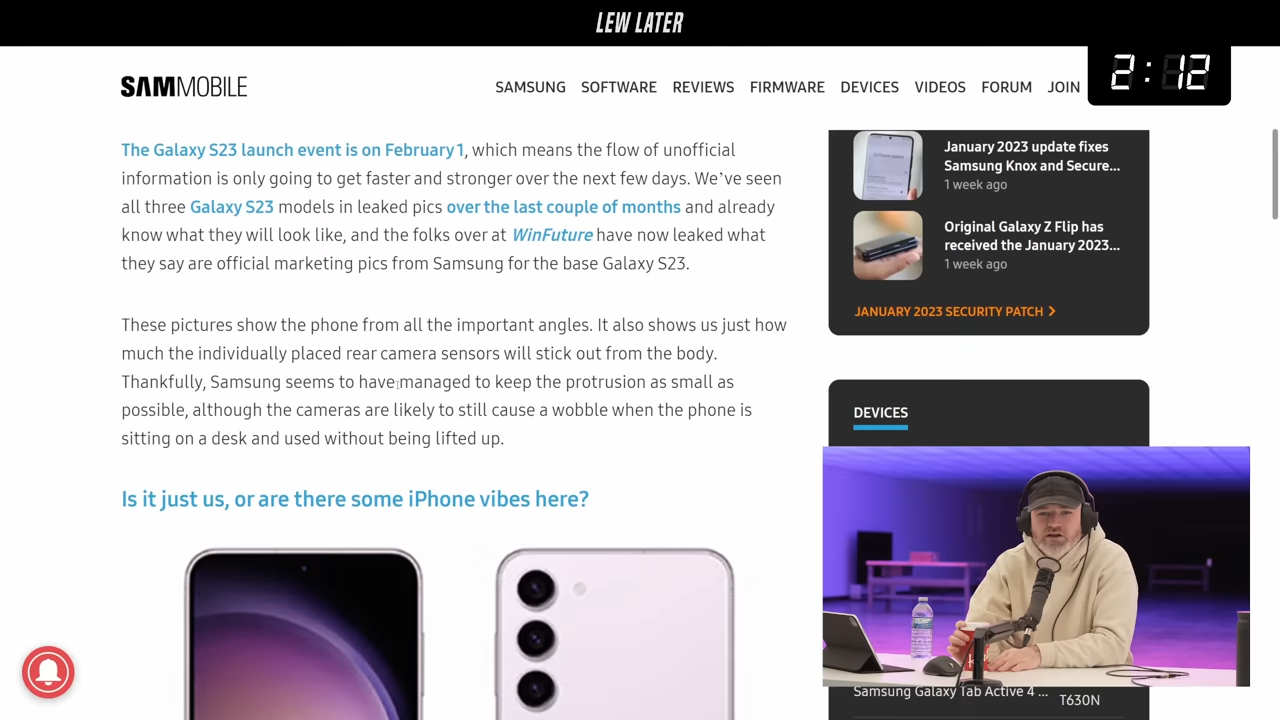 LEW LATER
2:12
SAMMOBILE
SAMSUNG SOFTWARE REVIEWS FIRMWARE DEVICES VIDEOS FORUM JOIN
The Galaxy S23 launch event is on February 1, which means the flow of unofficial
information is only going to get faster and stronger over the next few days. We’ve seen
all three Galaxy S23 models in leaked pics over the last couple of months and already
know what they will look like, and the folks over at WinFuture have now leaked what
they say are official marketing pics from Samsung for the base Galaxy S23.
These pictures show the phone from all the important angles. It also shows us just how
much the individually placed rear camera sensors will stick out from the body.
Thankfully, Samsung seems to have managed to keep the protrusion as small as
possible, although the cameras are likely to still cause a wobble when the phone is
sitting on a desk and used without being lifted up.
Is it just us, or are there some iPhone vibes here?
January 2023 update fixes
Samsung Knox and Secure...
1 week ago
Original Galaxy Z Flip has
received the January 2023...
1 week ago
JANUARY 2023 SECURITY PATCH
DEVICES
Samsung Galaxy Tab Active 4 ...
T630N